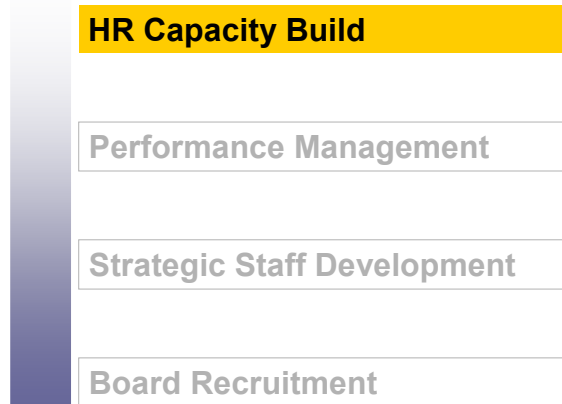 HR Capacity Build
Performance Management
Strategic Staff Development
Board Recruitment